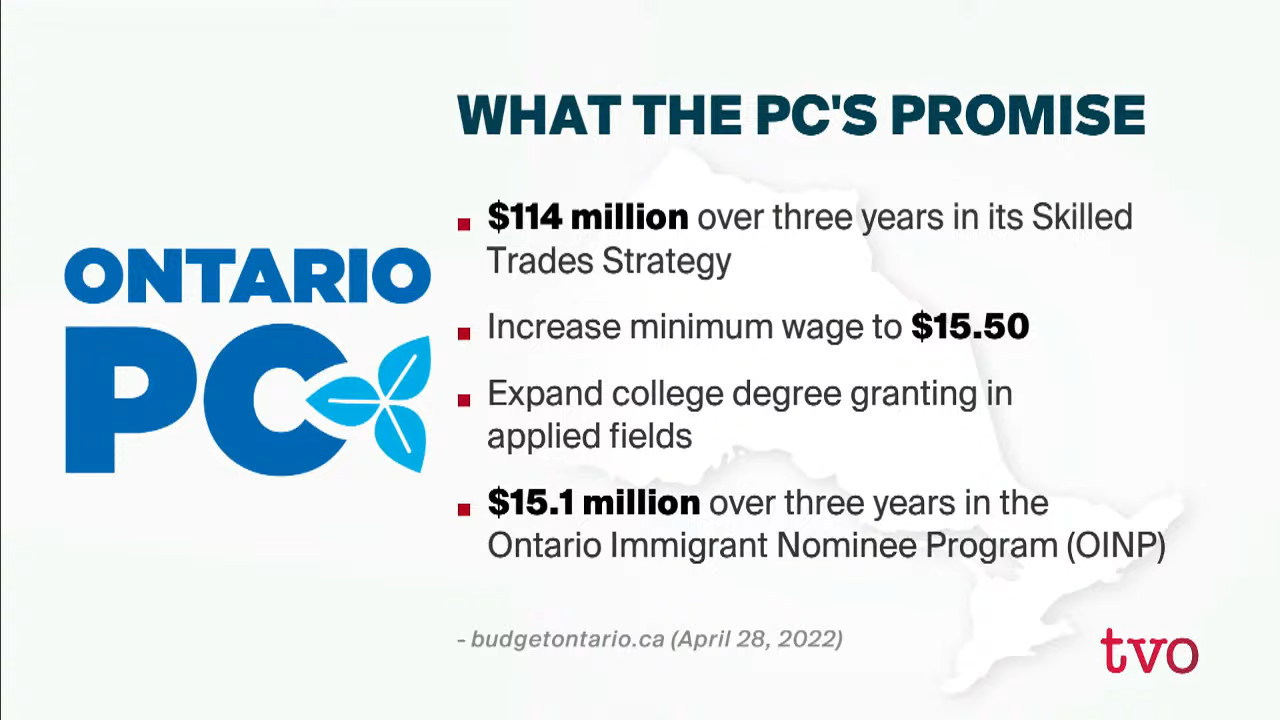 WHAT THE PC'S PROMISE
ONTARIO
PC
$114 million over three years in its Skilled
Trades Strategy
Increase minimum wage to $15.50
Expand college degree granting in
applied fields
$15.1 million over three years in the
Ontario Immigrant Nominee Program (OINP)
- budgetontario.ca (April 28, 2022)
tvo